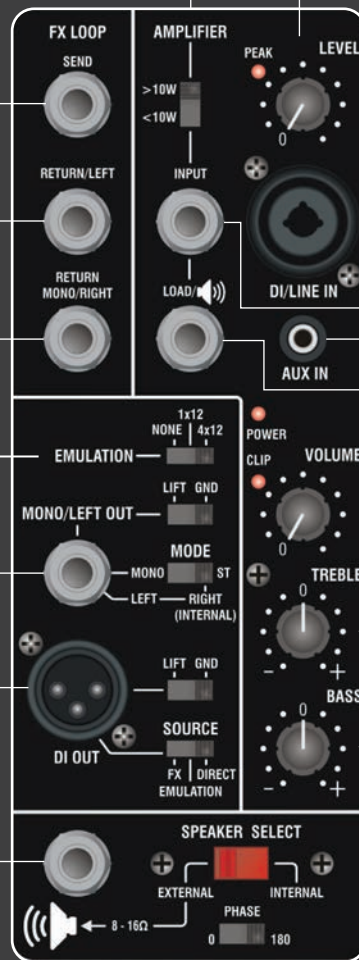 FX LOOP
SEND
RETURN/LEFT
RETURN
MONO/RIGHT
AMPLIFIER
>10W
<10W
INPUT
LOAD/
PEAK
LEVEL
0
DI/LINE IN
AUX IN
1x12
NONE 4x12
EMULATION
LIFT GND
MONO/LEFT OUT
MODE
MONO ST
LEFT RIGHT
(INTERNAL)
LIFT GND
DI OUT
SOURCE
FX DIRECT
EMULATION
POWER
CLIP
VOLUME
0
TREBLE
0
- +
BASS
0
- +
SPEAKER SELECT
EXTERNAL INTERNAL
8 - 16Ω
PHASE
0 180